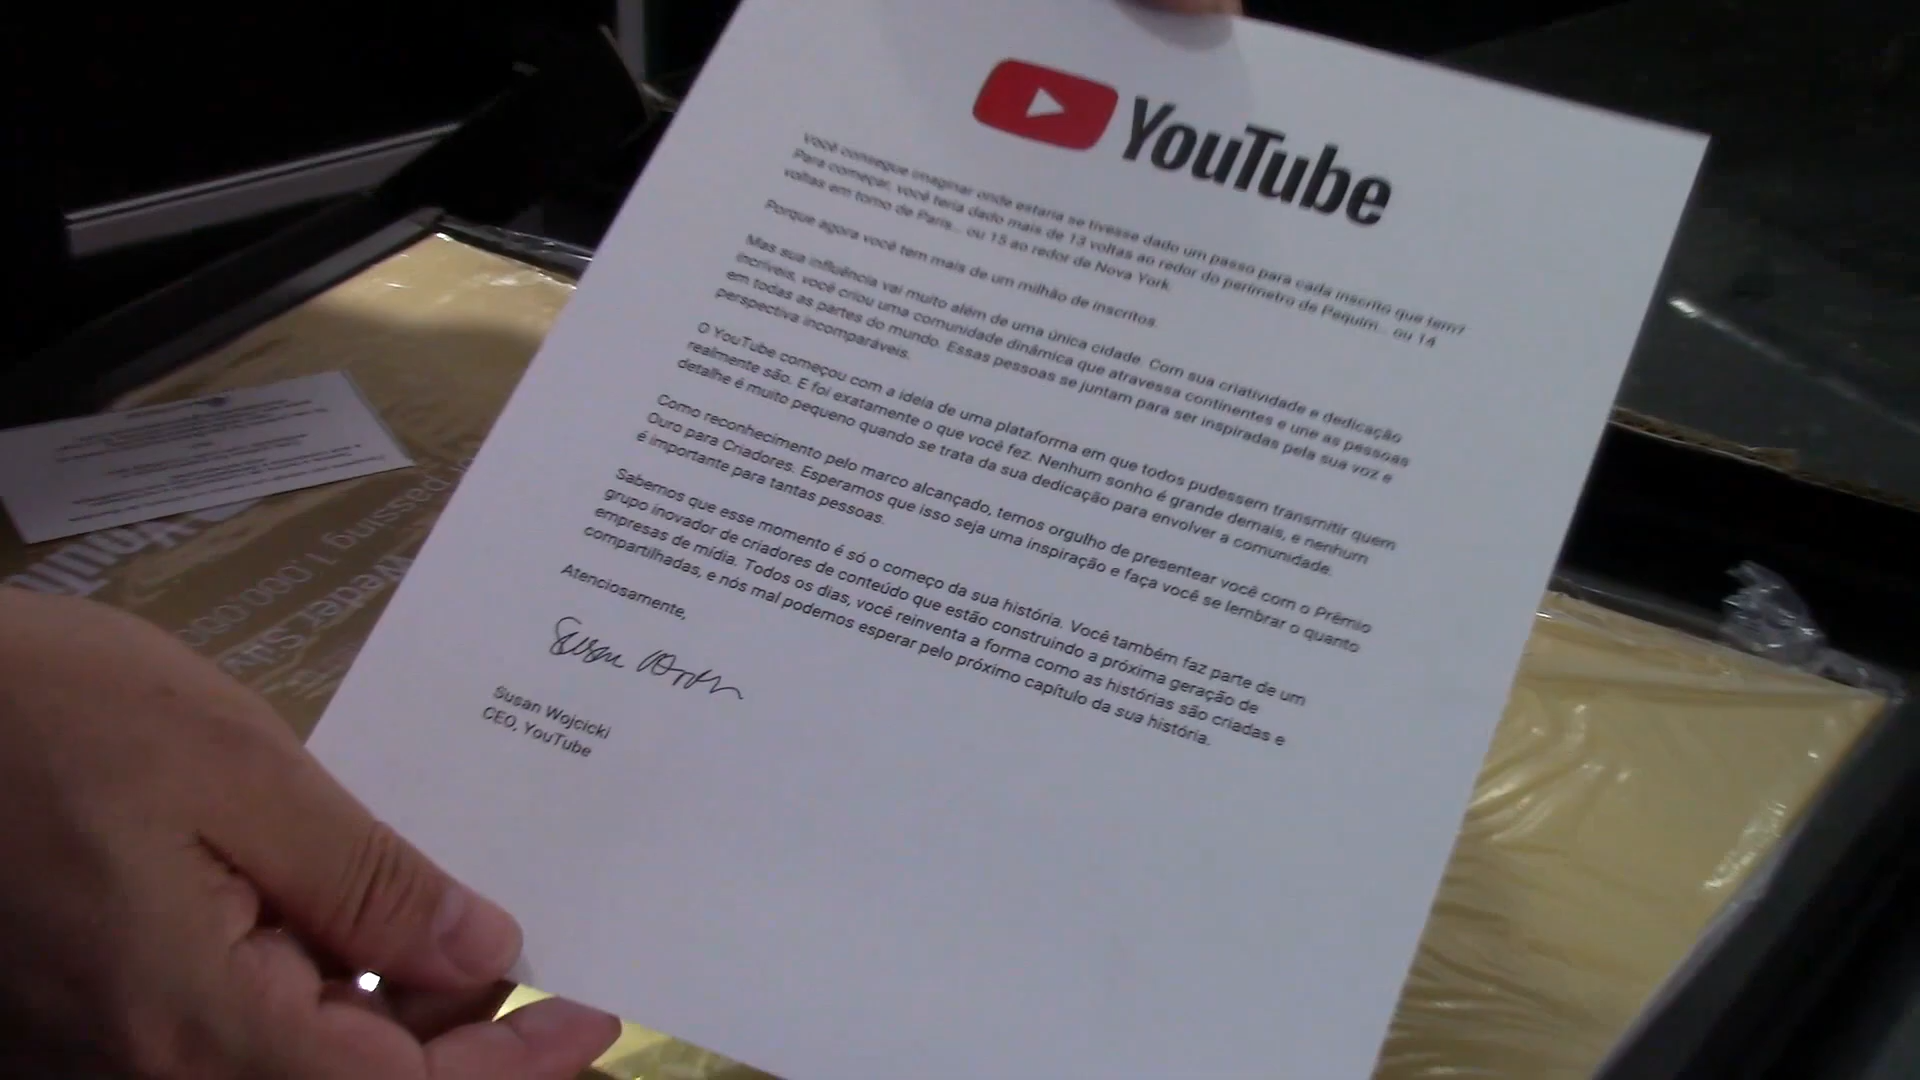 YouTube
Você consegue imaginar onde estaria se tivesse dado um passo para cada inscrito que tem?
Para começar, você teria dado mais de 13 voltas ao redor do perímetro de Pequim... ou 14
voltas em torno de Paris... ou 15 ao redor de Nova York.
Porque agora você tem mais de um milhão de inscritos.
Mas sua influência vai muito além de uma única cidade. Com sua criatividade e dedicação
incríveis, você criou uma comunidade dinâmica que atravessa continentes e une as pessoas
em todas as partes do mundo. Essas pessoas se juntam para ser inspiradas pela sua voz e
perspectiva incomparáveis.
O YouTube começou com a ideia de uma plataforma em que todos pudessem transmitir quem
realmente são. E foi exatamente o que você fez. Nenhum sonho é grande demais, e nenhum
detalhe é muito pequeno quando se trata da sua dedicação para envolver a comunidade.
Como reconhecimento pelo marco alcançado, temos orgulho de presentear você com o Prêmio
Ouro para Criadores. Esperamos que isso seja uma inspiração e faça você se lembrar o quanto
é importante para tantas pessoas.
Sabemos que esse momento é só o começo da sua história. Você também faz parte de um
grupo inovador de criadores de conteúdo que estão construindo a próxima geração de
empresas de mídia. Todos os dias, você reinventa a forma como as histórias são criadas e
compartilhadas, e nós mal podemos esperar pelo próximo capítulo da sua história.
Atenciosamente,
Susan Wojcicki
CEO, YouTube
passing 1,000,000